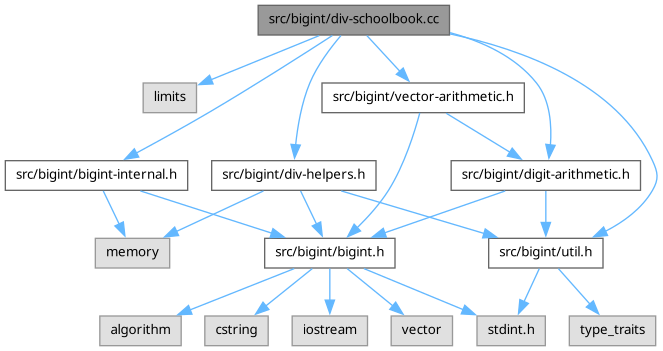 src/bigint/div-schoolbook.cc
limits
src/bigint/vector-arithmetic.h
src/bigint/bigint-internal.h
src/bigint/div-helpers.h
src/bigint/digit-arithmetic.h
memory
src/bigint/bigint.h
src/bigint/util.h
algorithm
cstring
iostream
vector
stdint.h
type_traits